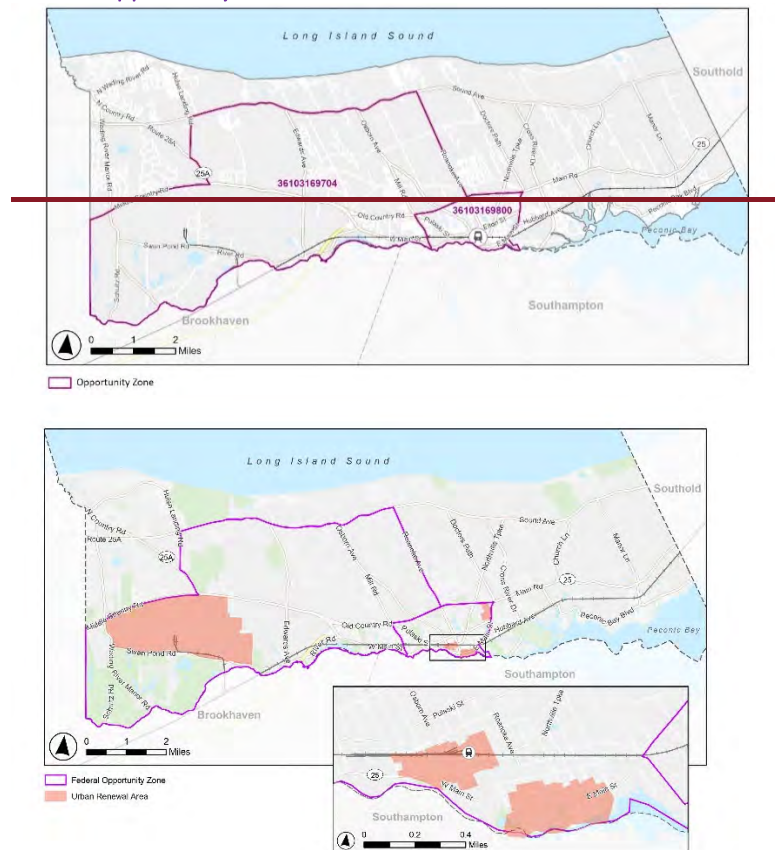 Long Island Sound
Southold
N Wading River Rd
Hulse Landing Rd
Sound Ave
N Country Rd
Route 25A
Wading River Manor Rd
Edwards Ave
Osborn Ave
Doctors Path
Northville Tpke
Cross River Dr
Church Ln
Manor Ln
25
25A
Mill Rd
Roanoke Ave
Main Rd
36103169704
36103169800
Old Country Rd
Pulaski St
Hubbard Ave
Peconic Bay Blvd
Peconic Bay
W Main St
Swan Pond Rd
River Rd
Schultz Rd
Brookhaven
Southampton
0 1 2
Miles
Opportunity Zone
Long Island Sound
Southold
Hulse Landing Rd
N Country Rd
Route 25A
25A
Osborn Ave
Roanoke Ave
Doctors Path
Northville Tpke
Sound Ave
Church Ln
Manor Ln
Mill Rd
Cross River Dr
Main Rd
25
Middle Country Rd
Old Country Rd
Pulaski St
Hubbard Ave
Peconic Bay Blvd
Peconic Bay
Edwards Ave
River Rd
W Main St
Swan Pond Rd
Wading River Manor Rd
Schultz Rd
Southampton
Brookhaven
0 1 2
Miles
Federal Opportunity Zone
Urban Renewal Area
Osborn Ave
Pulaski St
Roanoke Ave
Northville Tpke
25
W Main St
E Main St
Southampton
0 0.2 0.4
Miles